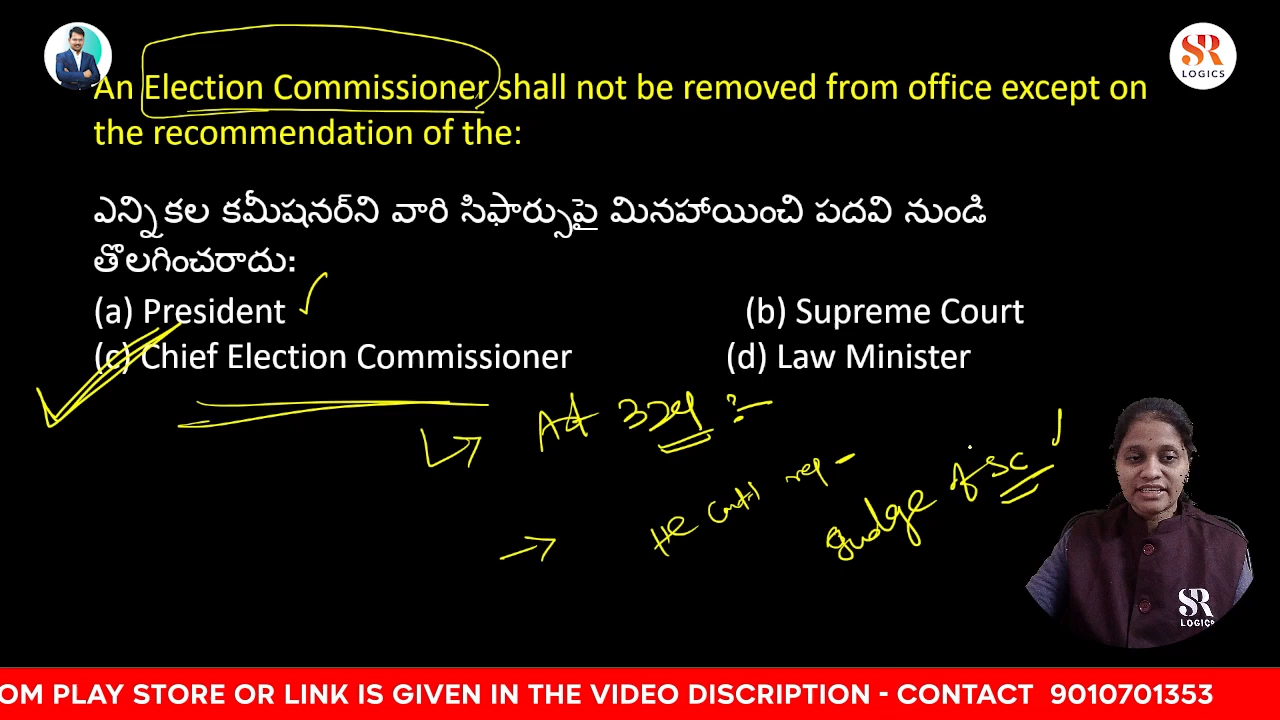 SR
LOGICS
An Election Commissioner shall not be removed from office except on
the recommendation of the:
ఎన్నికల కమీషనర్‌ని వారి సిఫార్సుపై మినహాయించి పదవి నుండి
తొలగించరాదు:
(a) President (b) Supreme Court
(c) Chief Election Commissioner (d) Law Minister
324 :-
Judge of SC
SR
LOGICS
OM PLAY STORE OR LINK IS GIVEN IN THE VIDEO DISCRIPTION - CONTACT 9010701353